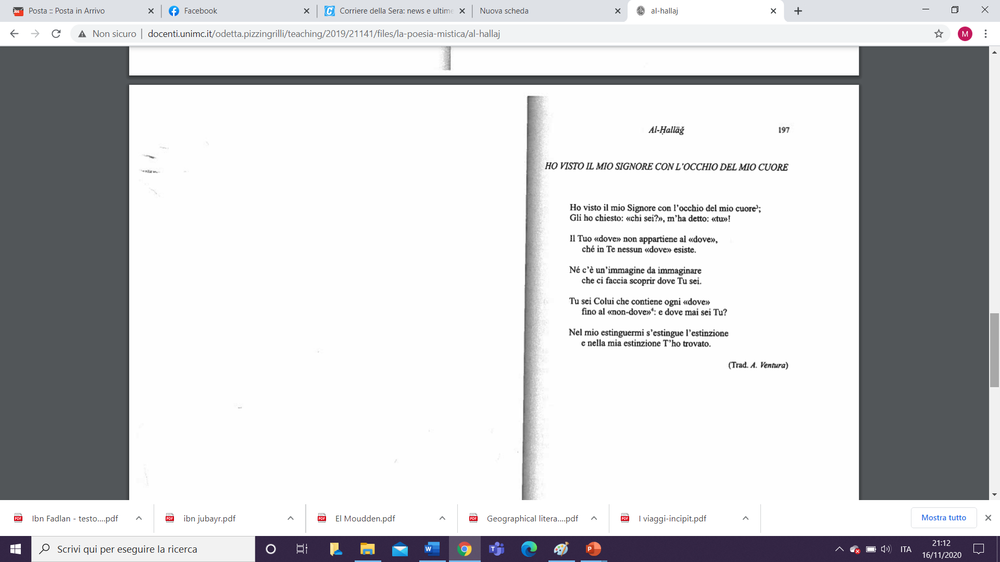 Posta :: Posta in Arrivo
Facebook
Corriere della Sera: news e ultime
Nuova scheda
al-hallaj
Non sicuro
docenti.unimc.it/odetta.pizzingrilli/teaching/2019/21141/files/la-poesia-mistica/al-hallaj
M
Al-Ḥallāǧ 197
HO VISTO IL MIO SIGNORE CON L'OCCHIO DEL MIO CUORE
Ho visto il mio Signore con l'occhio del mio cuore³;
Gli ho chiesto: «chi sei?», m'ha detto: «tu»!
Il Tuo «dove» non appartiene al «dove»,
ché in Te nessun «dove» esiste.
Né c'è un'immagine da immaginare
che ci faccia scoprir dove Tu sei.
Tu sei Colui che contiene ogni «dove»
fino al «non-dove»⁴: e dove mai sei Tu?
Nel mio estinguermi s'estingue l'estinzione
e nella mia estinzione T'ho trovato.
(Trad. A. Ventura)
Ibn Fadlan - testo....pdf
ibn jubayr.pdf
El Moudden.pdf
Geographical litera....pdf
I viaggi-incipit.pdf
Mostra tutto
Scrivi qui per eseguire la ricerca
ITA
21:12
16/11/2020